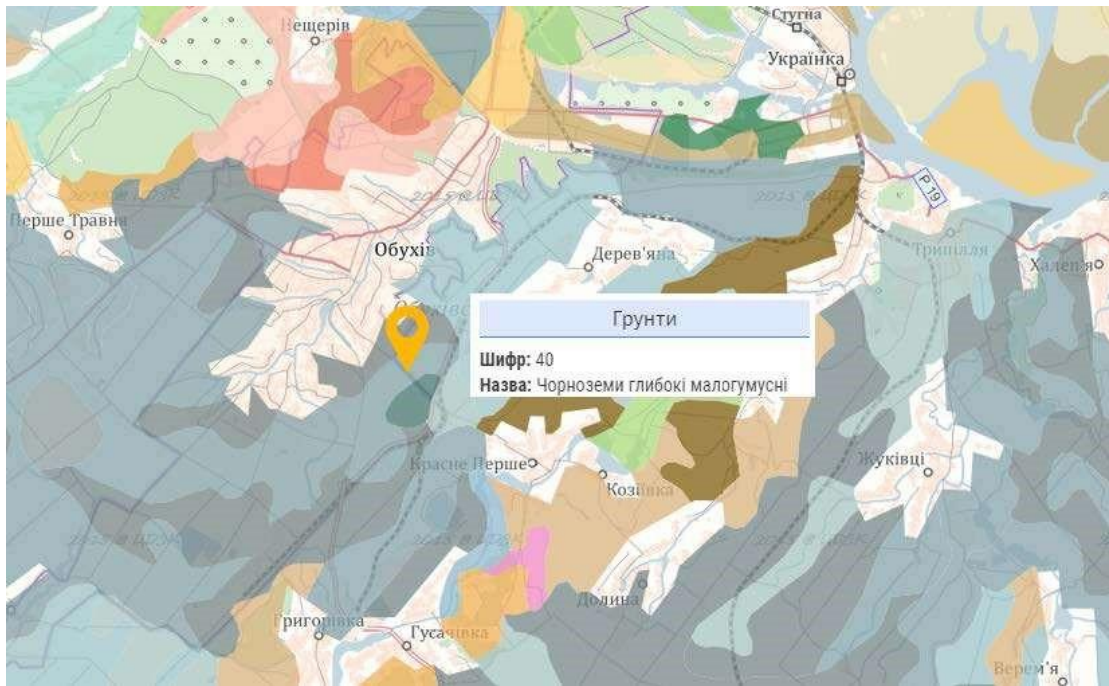 Стугна
Нещерів
Українка
Р 19
Перше Травня
Обухів
Дерев'яна
Трипілля
Халеп'я
Грунти
Шифр: 40
Назва: Чорноземи глибокі малогумусні
Красне Перше
Козіївка
Жуківці
Долина
Григорівка
Гусачівка
Верем'я